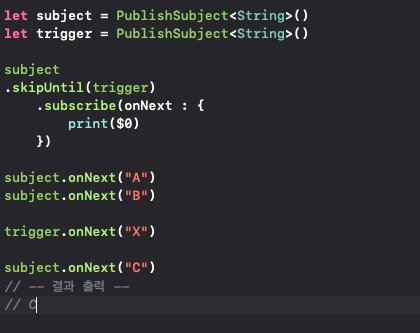 let subject = PublishSubject<String>()
let trigger = PublishSubject<String>()
subject
.skipUntil(trigger)
.subscribe(onNext : {
print($0)
})
subject.onNext("A")
subject.onNext("B")
trigger.onNext("X")
subject.onNext("C")
// -- 결과 출력 --
// C